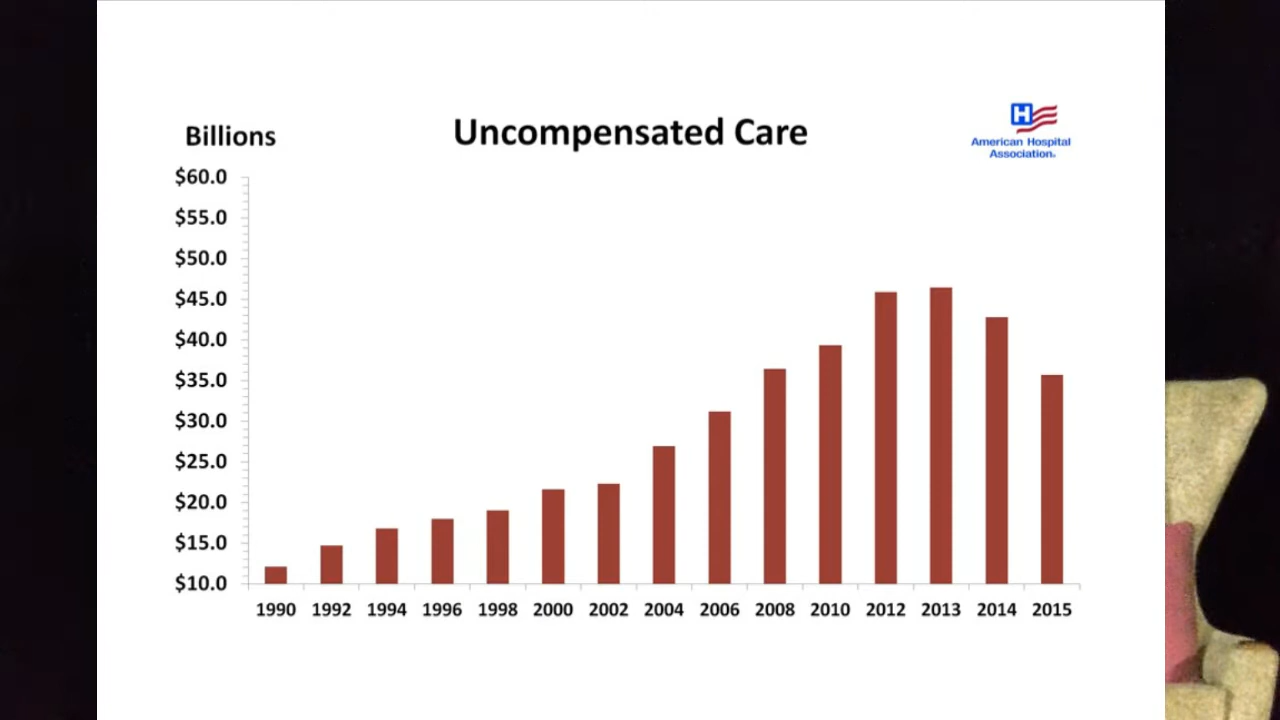 Billions
Uncompensated Care
H
American Hospital
Association®
$60.0
$55.0
$50.0
$45.0
$40.0
$35.0
$30.0
$25.0
$20.0
$15.0
$10.0
1990 1992 1994 1996 1998 2000 2002 2004 2006 2008 2010 2012 2013 2014 2015